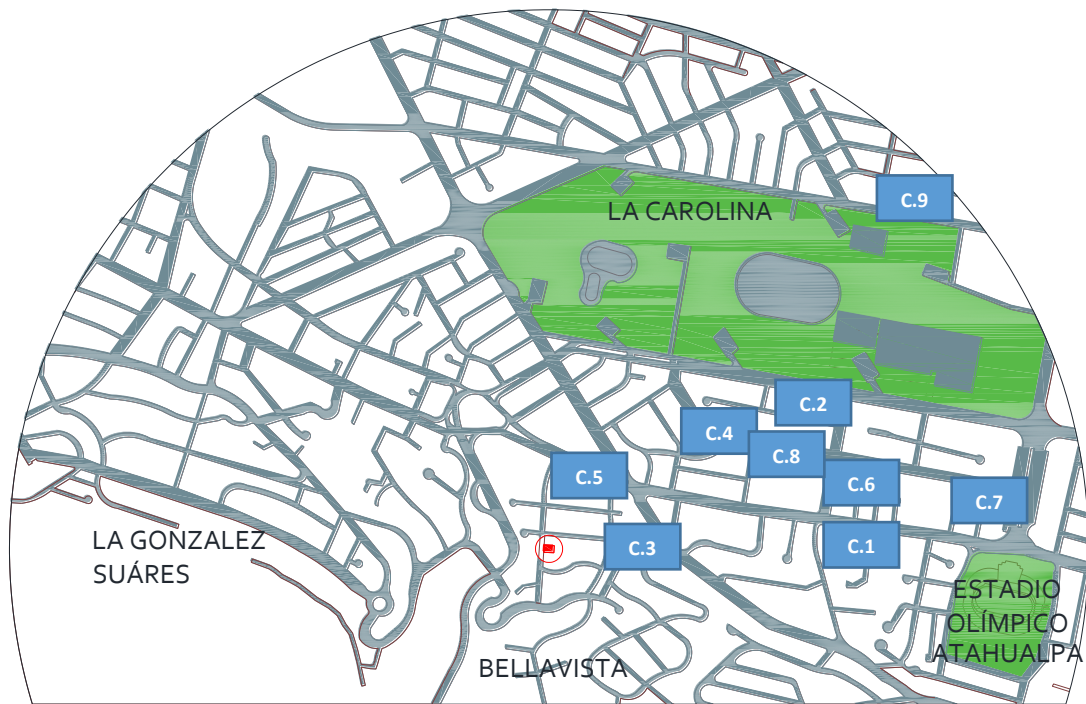 C.9
LA CAROLINA
C.2
C.4
C.8
C.5
C.6
C.7
C.3
C.1
LA GONZALEZ
SUÁRES
ESTADIO
OLÍMPICO
ATAHUALPA
BELLAVISTA